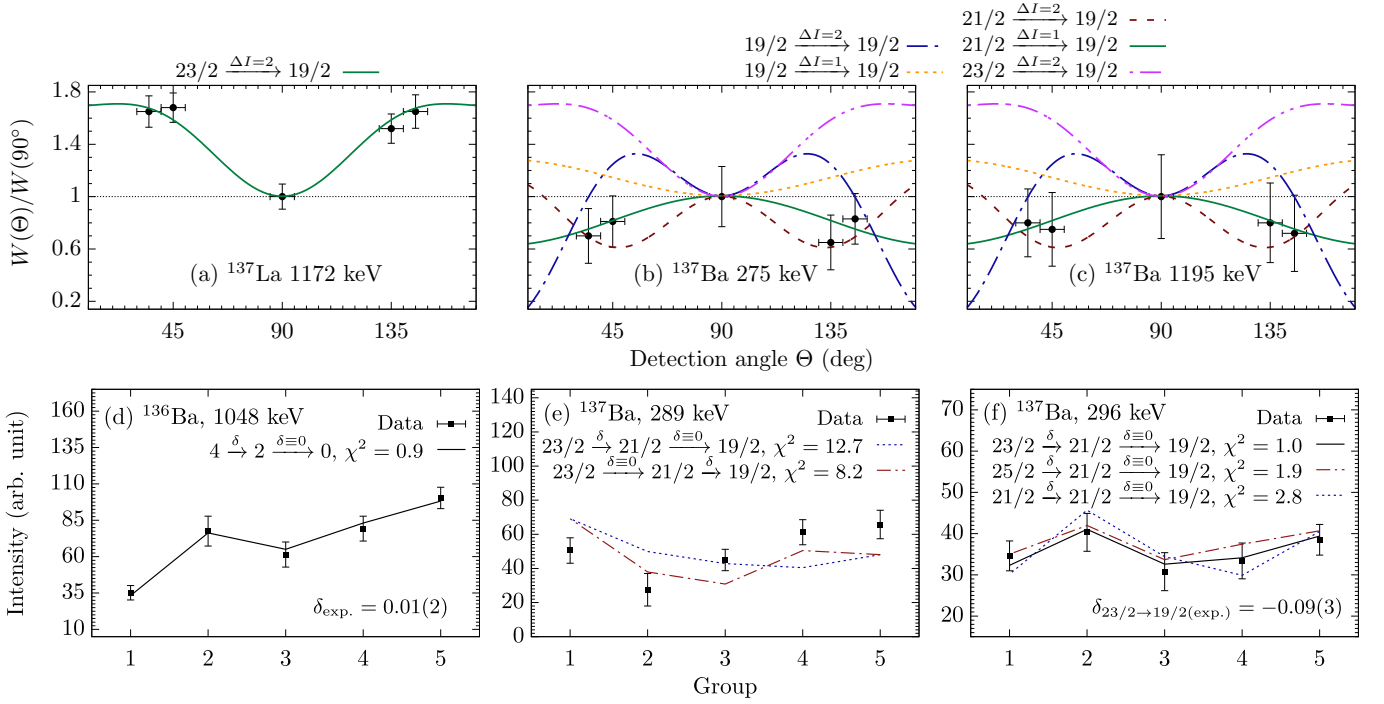 21/2 ΔI=2→ 19/2
19/2 ΔI=2→ 19/2 21/2 ΔI=1→ 19/2
23/2 ΔI=2→ 19/2 19/2 ΔI=1→ 19/2 23/2 ΔI=2→ 19/2
W(Θ)/W(90°)
1.8
1.4
1
0.6
0.2
(a) ¹³⁷La 1172 keV
(b) ¹³⁷Ba 275 keV
(c) ¹³⁷Ba 1195 keV
45 90 135 45 90 135 45 90 135
Detection angle Θ (deg)
Intensity (arb. unit)
160
135
110
85
60
35
10
(d) ¹³⁶Ba, 1048 keV
Data
4 δ→ 2 δ≡0→ 0, χ² = 0.9
δexp. = 0.01(2)
1 2 3 4 5
140
120
100
80
60
40
20
0
(e) ¹³⁷Ba, 289 keV
Data
23/2 δ→ 21/2 δ≡0→ 19/2, χ² = 12.7
23/2 δ≡0→ 21/2 δ→ 19/2, χ² = 8.2
1 2 3 4 5
70
60
50
40
30
20
(f) ¹³⁷Ba, 296 keV
Data
23/2 δ→ 21/2 δ≡0→ 19/2, χ² = 1.0
25/2 δ→ 21/2 δ≡0→ 19/2, χ² = 1.9
21/2 δ→ 21/2 δ≡0→ 19/2, χ² = 2.8
δ23/2→19/2(exp.) = −0.09(3)
1 2 3 4 5
Group